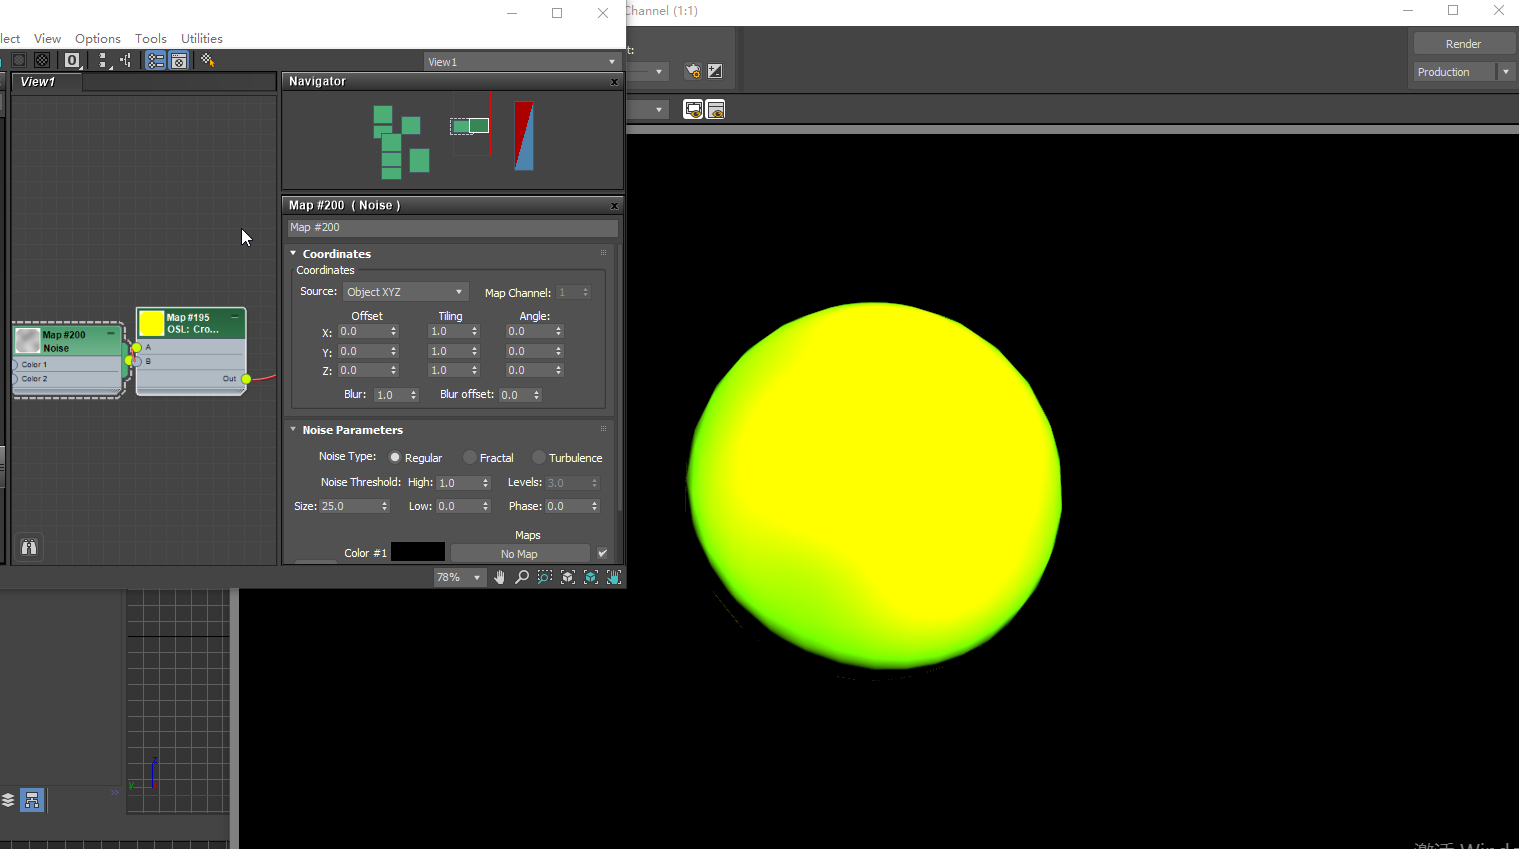 Channel (1:1)
lect View Options Tools Utilities
Render
Production
View1
View1
Navigator
Map #200 ( Noise )
Map #200
Coordinates
Coordinates
Source: Object XYZ Map Channel: 1
Offset Tiling Angle:
X: 0.0 1.0 0.0
Y: 0.0 1.0 0.0
Z: 0.0 1.0 0.0
Blur: 1.0 Blur offset: 0.0
Noise Parameters
Noise Type: Regular Fractal Turbulence
Noise Threshold: High: 1.0 Levels: 3.0
Size: 25.0 Low: 0.0 Phase: 0.0
Maps
Color #1 No Map
Map #200
Noise
Color 1
Color 2
Map #195
OSL: Cro...
A
B
Out
78%
z
y